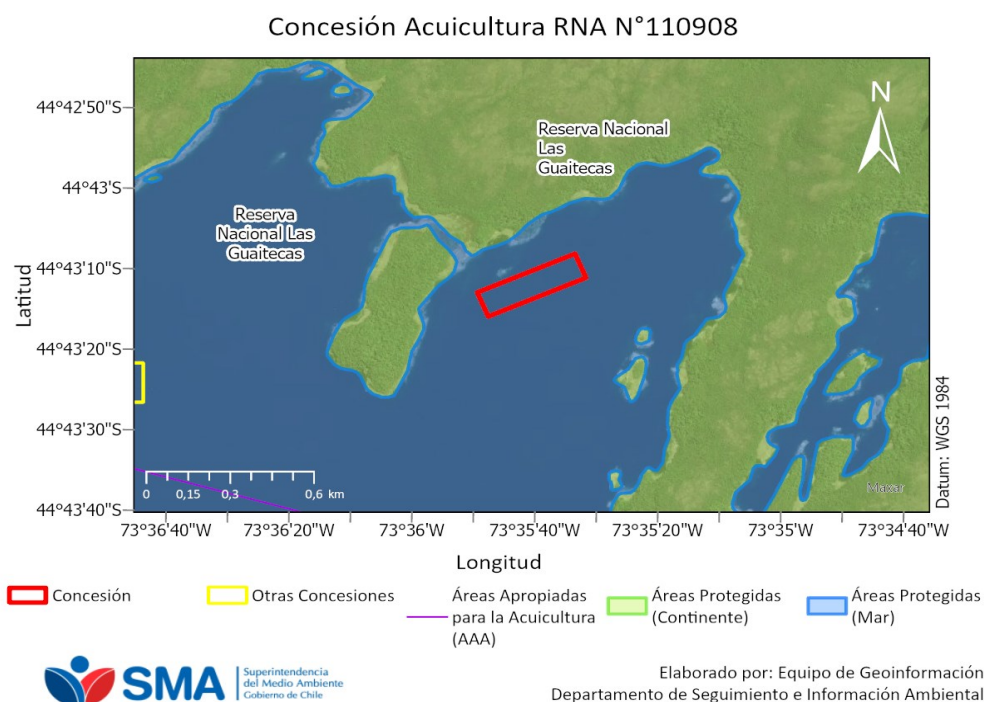 Concesión Acuicultura RNA N°110908
44°42'50"S
44°43'S
44°43'10"S
44°43'20"S
44°43'30"S
44°43'40"S
Latitud
N
Reserva Nacional
Las
Guaitecas
Reserva
Nacional Las
Guaitecas
0 0,15 0,3 0,6 km
Maxar
Datum: WGS 1984
73°36'40"W 73°36'20"W 73°36'W 73°35'40"W 73°35'20"W 73°35'W 73°34'40"W
Longitud
Concesión
Otras Concesiones
Áreas Apropiadas
para la Acuicultura
(AAA)
Áreas Protegidas
(Continente)
Áreas Protegidas
(Mar)
SMA
Superintendencia
del Medio Ambiente
Gobierno de Chile
Elaborado por: Equipo de Geoinformación
Departamento de Seguimiento e Información Ambiental